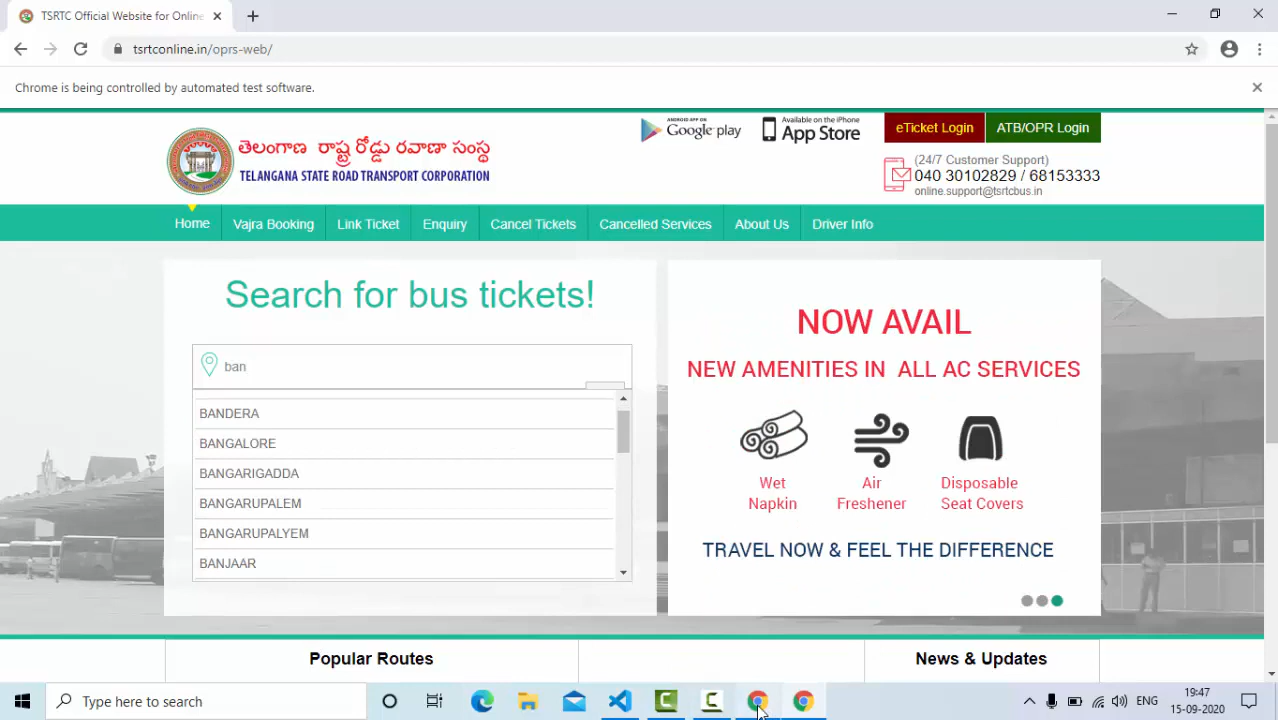 TSRTC Official
tsrtconline.in/oprs-web/
Chrome is being controlled by automated test software.
తెలంగాణ రాష్ట్ర రోడ్డు రవాణా సంస్థ
TELANGANA STATE ROAD TRANSPORT CORPORATION
ANDROID APP ON
Google play
Available on the iPhone
App Store
eTicket Login
ATB/OPR Login
(24/7 Customer Support)
040 30102829 / 68153333
online.support@tsrtcbus.in
Home
Vajra Booking
Link Ticket
Enquiry
Cancel Tickets
Cancelled Services
About Us
Driver Info
Search for bus tickets!
ban
BANDERA
BANGALORE
BANGARIGADDA
BANGARUPALEM
BANGARUPALYEM
BANJAAR
NOW AVAIL
NEW AMENITIES IN ALL AC SERVICES
Wet
Napkin
Air
Freshener
Disposable
Seat Covers
TRAVEL NOW & FEEL THE DIFFERENCE
Popular Routes
News & Updates
Type here to search
ENG
19:47
15-09-2020